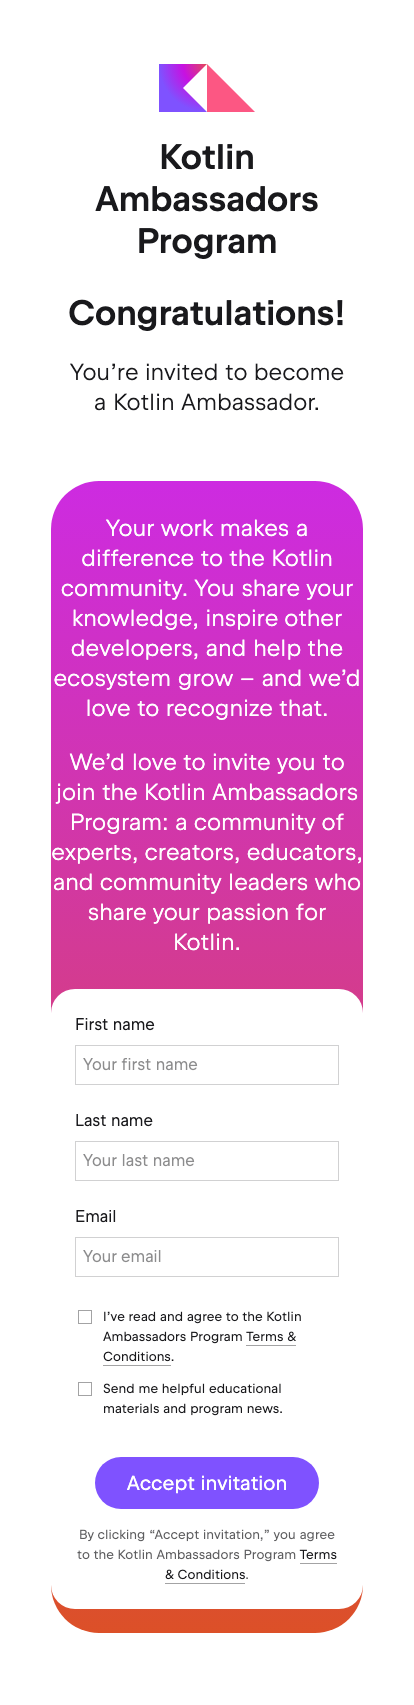 Kotlin
Ambassadors
Program
Congratulations!
You’re invited to become
a Kotlin Ambassador.
Your work makes a
difference to the Kotlin
community. You share your
knowledge, inspire other
developers, and help the
ecosystem grow – and we’d
love to recognize that.
We’d love to invite you to
join the Kotlin Ambassadors
Program: a community of
experts, creators, educators,
and community leaders who
share your passion for
Kotlin.
First name
Your first name
Last name
Your last name
Email
Your email
I’ve read and agree to the Kotlin
Ambassadors Program Terms &
Conditions.
Send me helpful educational
materials and program news.
Accept invitation
By clicking “Accept invitation,” you agree
to the Kotlin Ambassadors Program Terms
& Conditions.